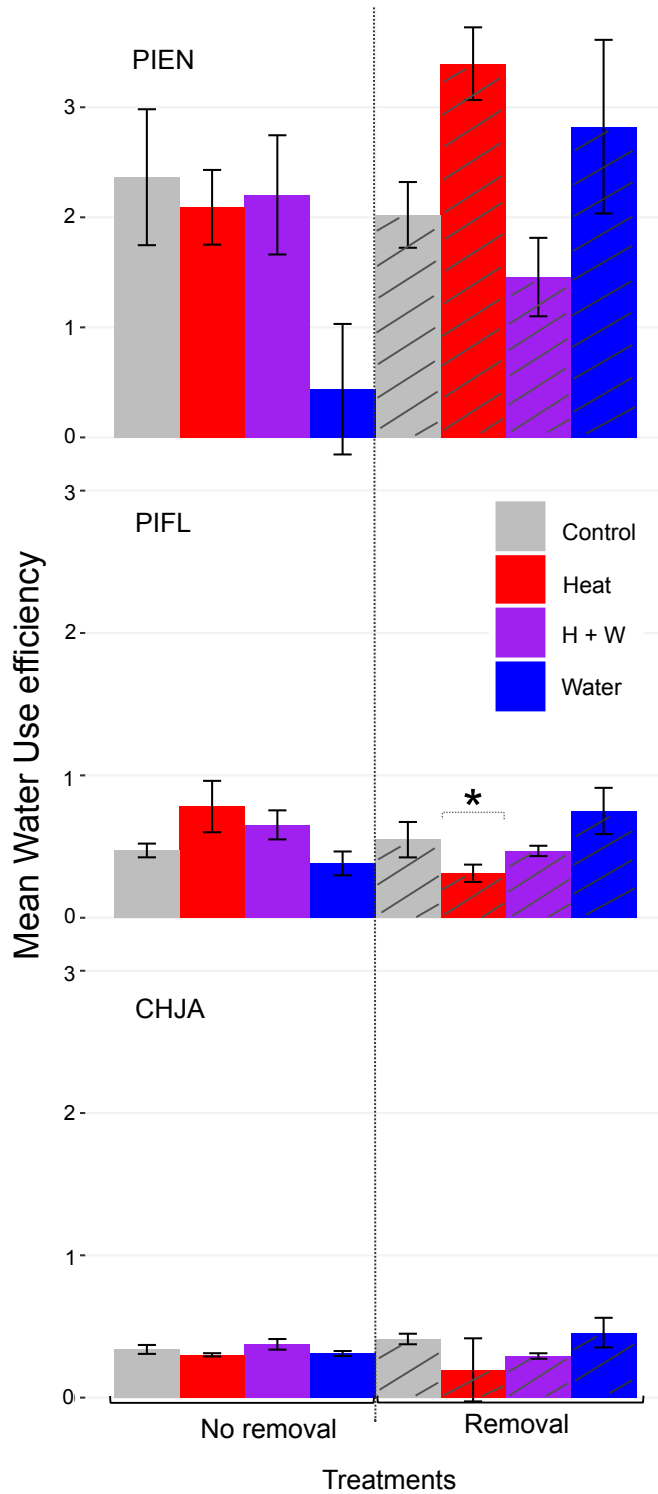 PIEN
3
2
1
0
Mean Water Use efficiency
3
PIFL
Control
Heat
H + W
Water
2
1
*
0
3
CHJA
2
1
0
No removal
Removal
Treatments